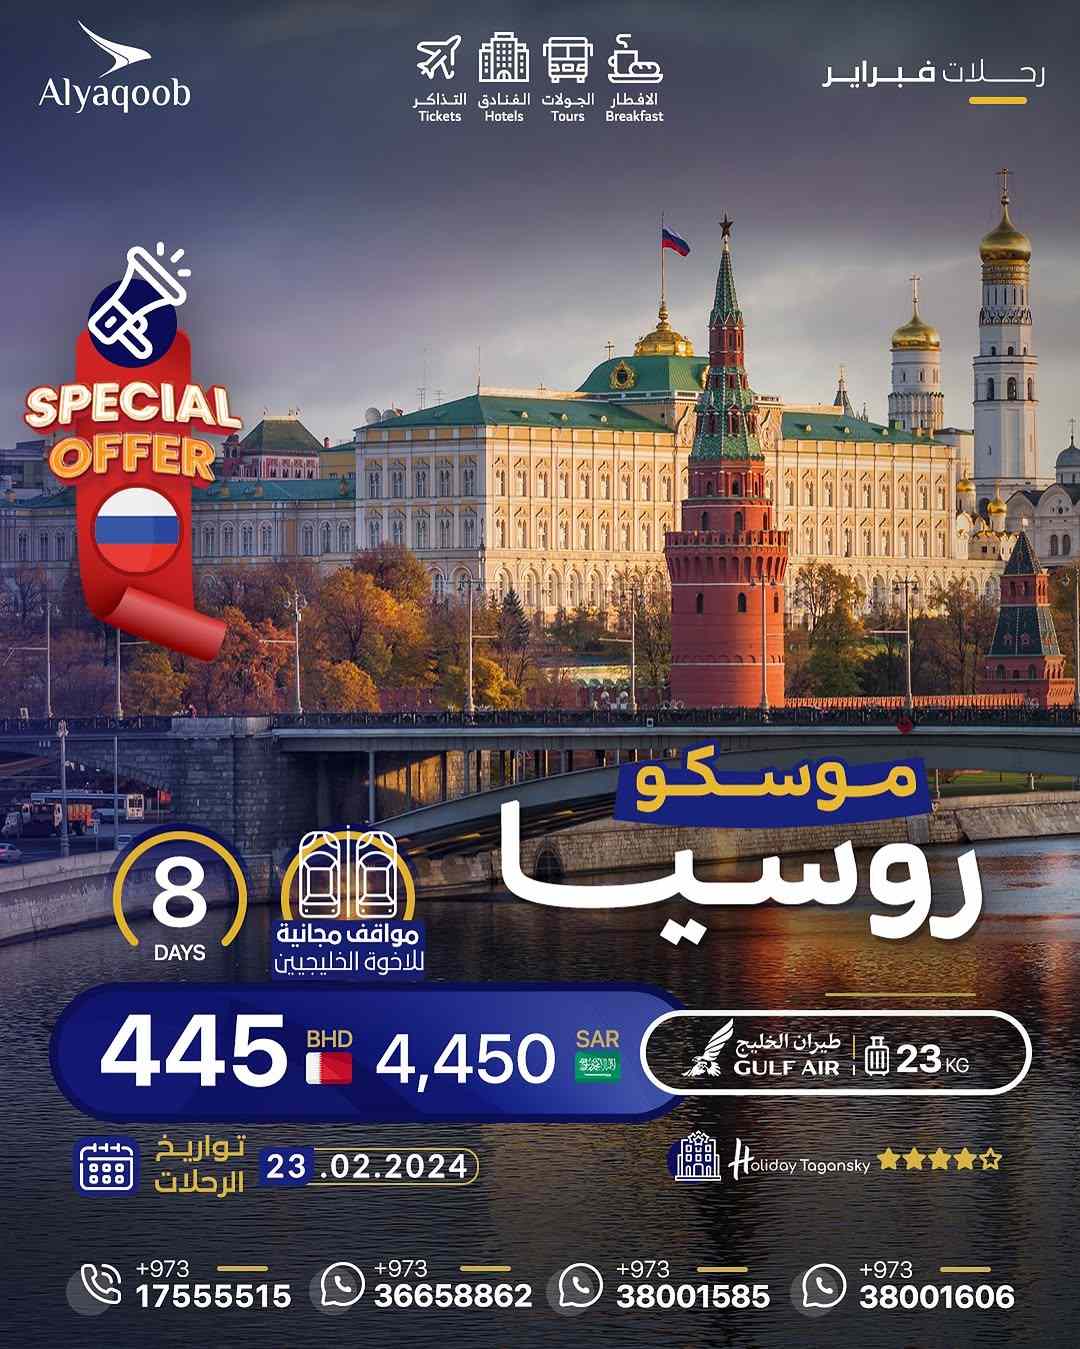 Alyaqoob
التذاكر
Tickets
الفنادق
Hotels
الجولات
Tours
الافطار
Breakfast
رحلات فبراير
SPECIAL
OFFER
موسكو
روسيا
8
DAYS
مواقف مجانية
للاخوة الخليجيين
445 BHD
4,450 SAR
طيران الخليج
GULF AIR
23 KG
تواريخ
الرحلات
23.02.2024
Holiday Tagansky
+973
17555515
+973
36658862
+973
38001585
+973
38001606